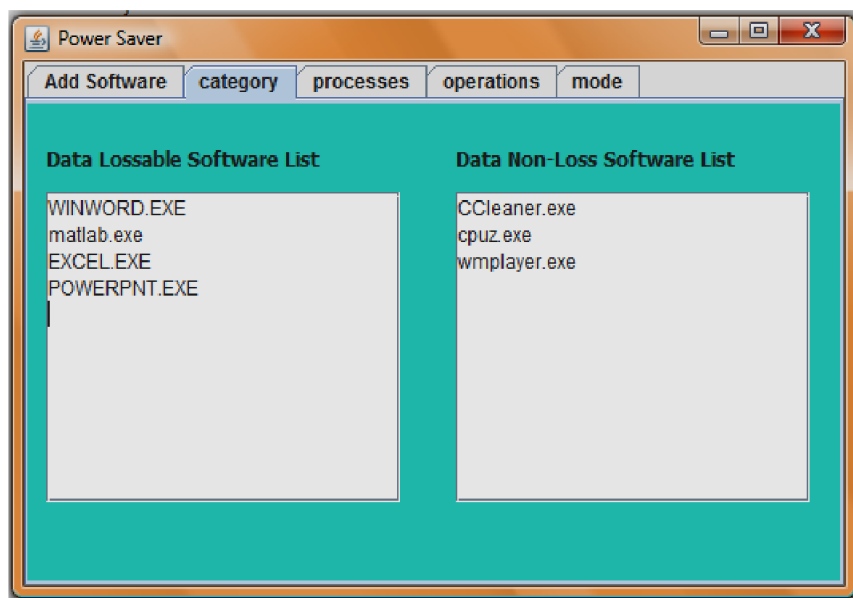 Power Saver
Add Software category processes operations mode
Data Lossable Software List
WINWORD.EXE
matlab.exe
EXCEL.EXE
POWERPNT.EXE
Data Non-Loss Software List
CCleaner.exe
cpuz.exe
wmplayer.exe